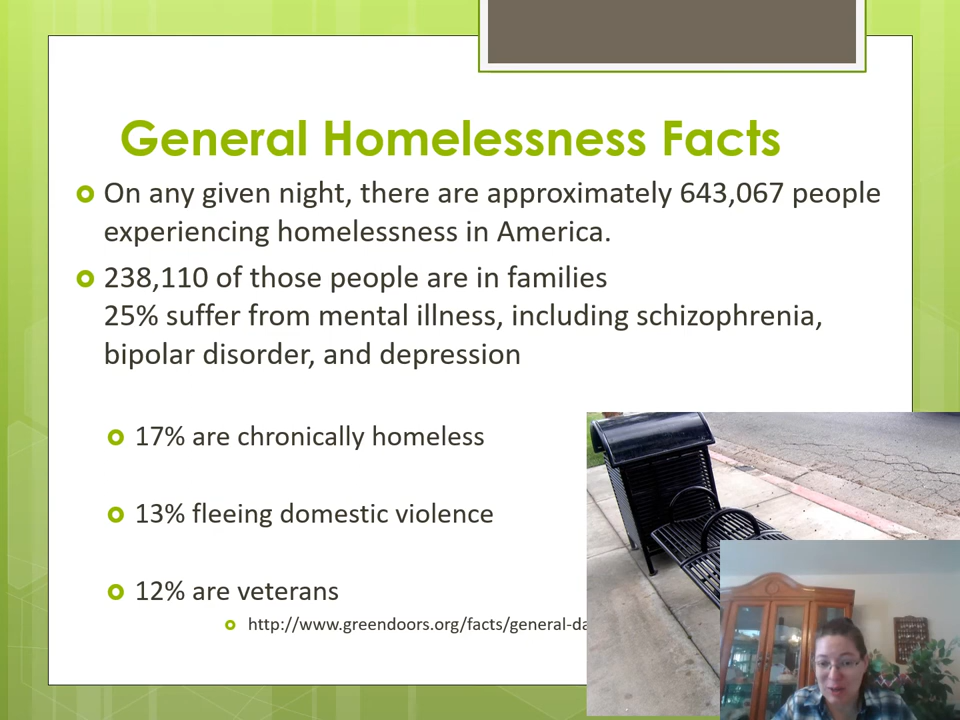 General Homelessness Facts
On any given night, there are approximately 643,067 people
experiencing homelessness in America.
238,110 of those people are in families
25% suffer from mental illness, including schizophrenia,
bipolar disorder, and depression
17% are chronically homeless
13% fleeing domestic violence
12% are veterans
http://www.greendoors.org/facts/general-da